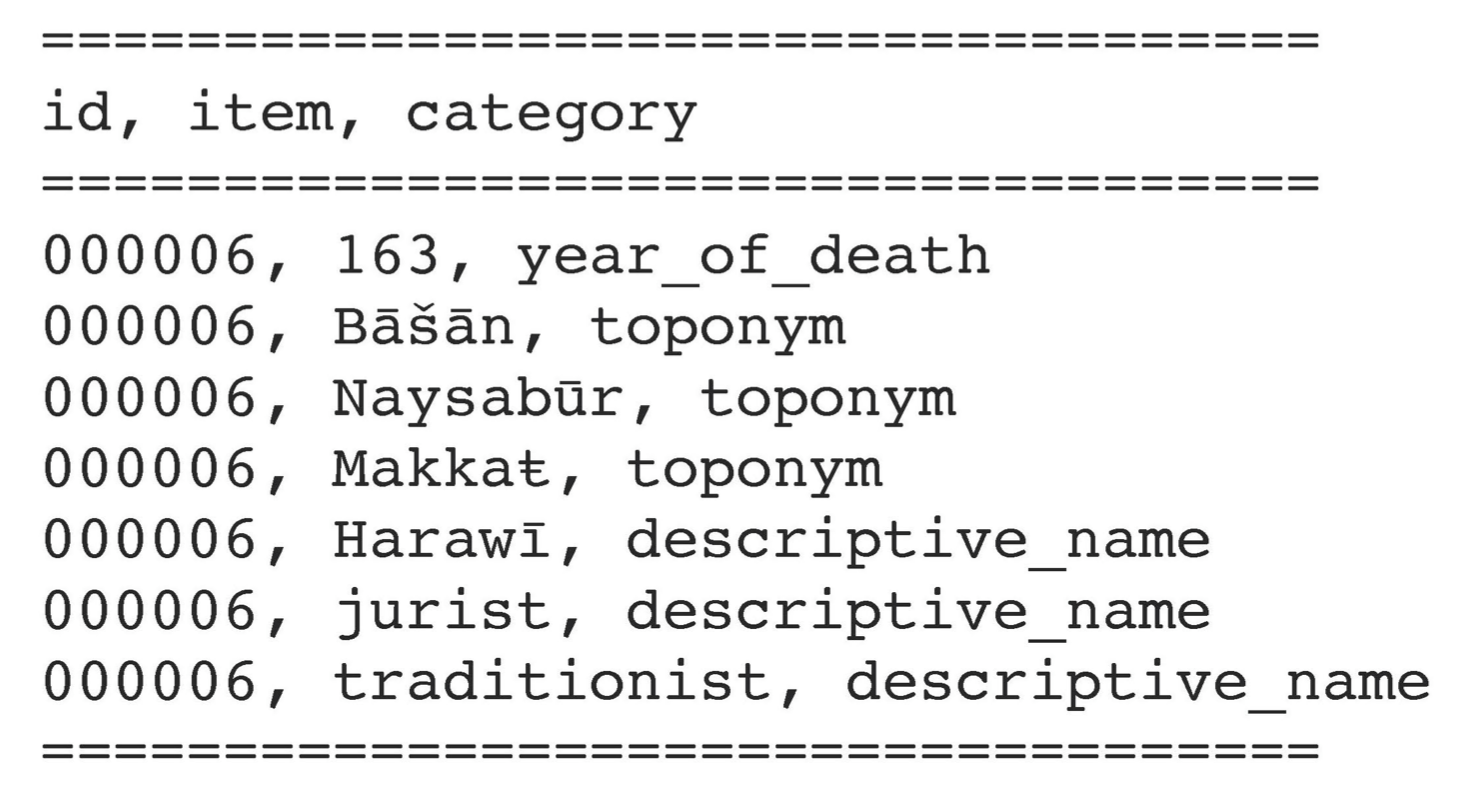 ===================================
id, item, category
===================================
000006, 163, year_of_death
000006, Bāšān, toponym
000006, Naysabūr, toponym
000006, Makkaŧ, toponym
000006, Harawī, descriptive_name
000006, jurist, descriptive_name
000006, traditionist, descriptive_name
===================================